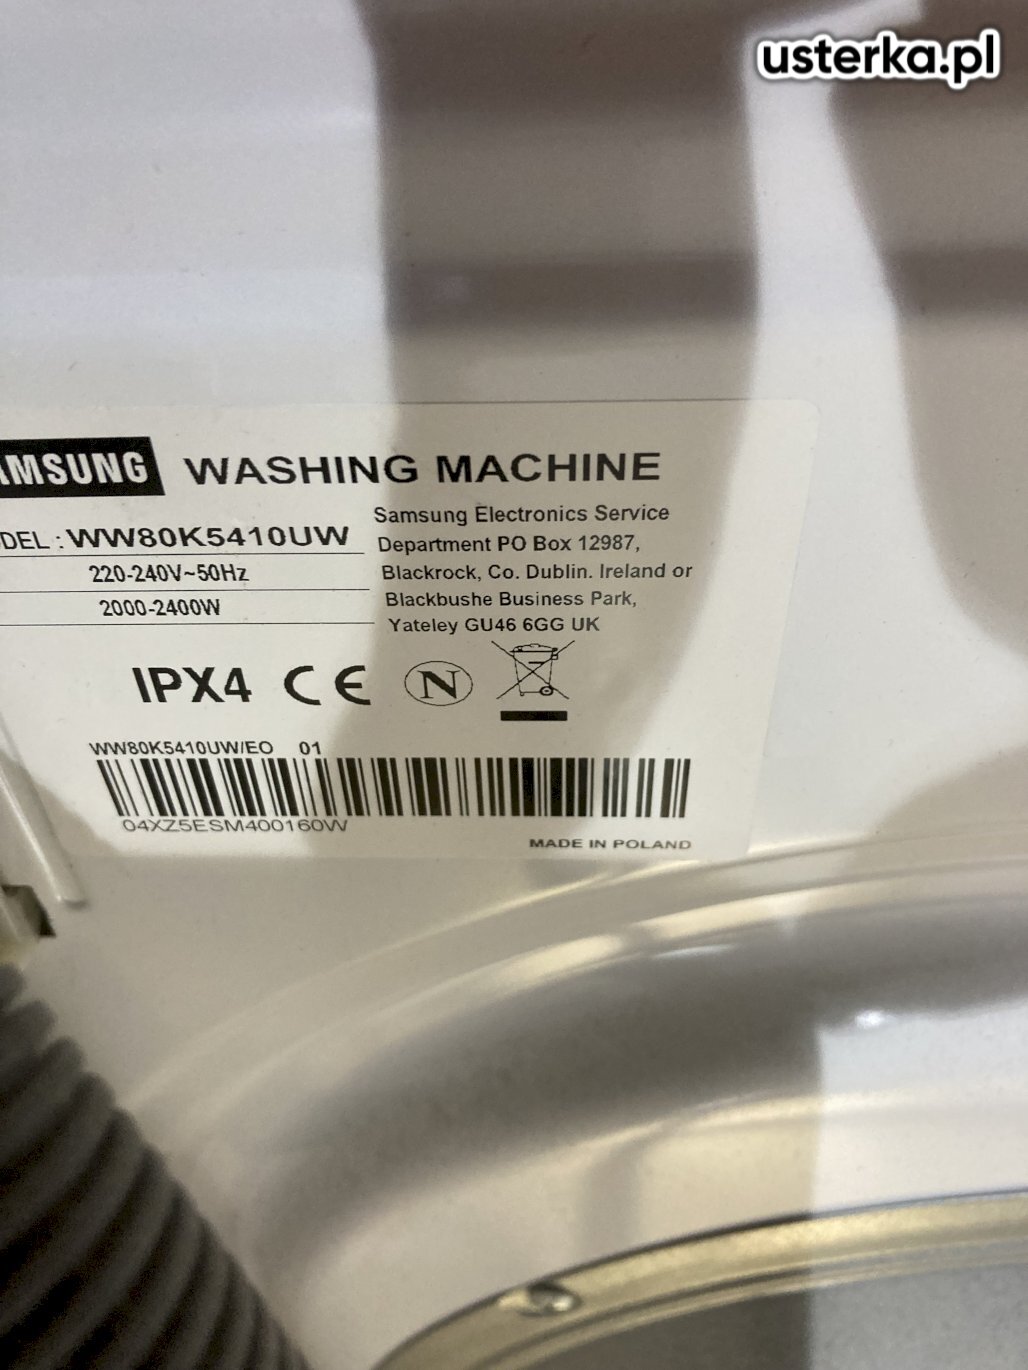 usterka.pl
AMSUNG WASHING MACHINE
DEL : WW80K5410UW
220-240V~50Hz
2000-2400W
Samsung Electronics Service
Department PO Box 12987,
Blackrock, Co. Dublin. Ireland or
Blackbushe Business Park,
Yateley GU46 6GG UK
IPX4 CE N
WW80K5410UW/EO 01
04XZ5ESM400160W
MADE IN POLAND